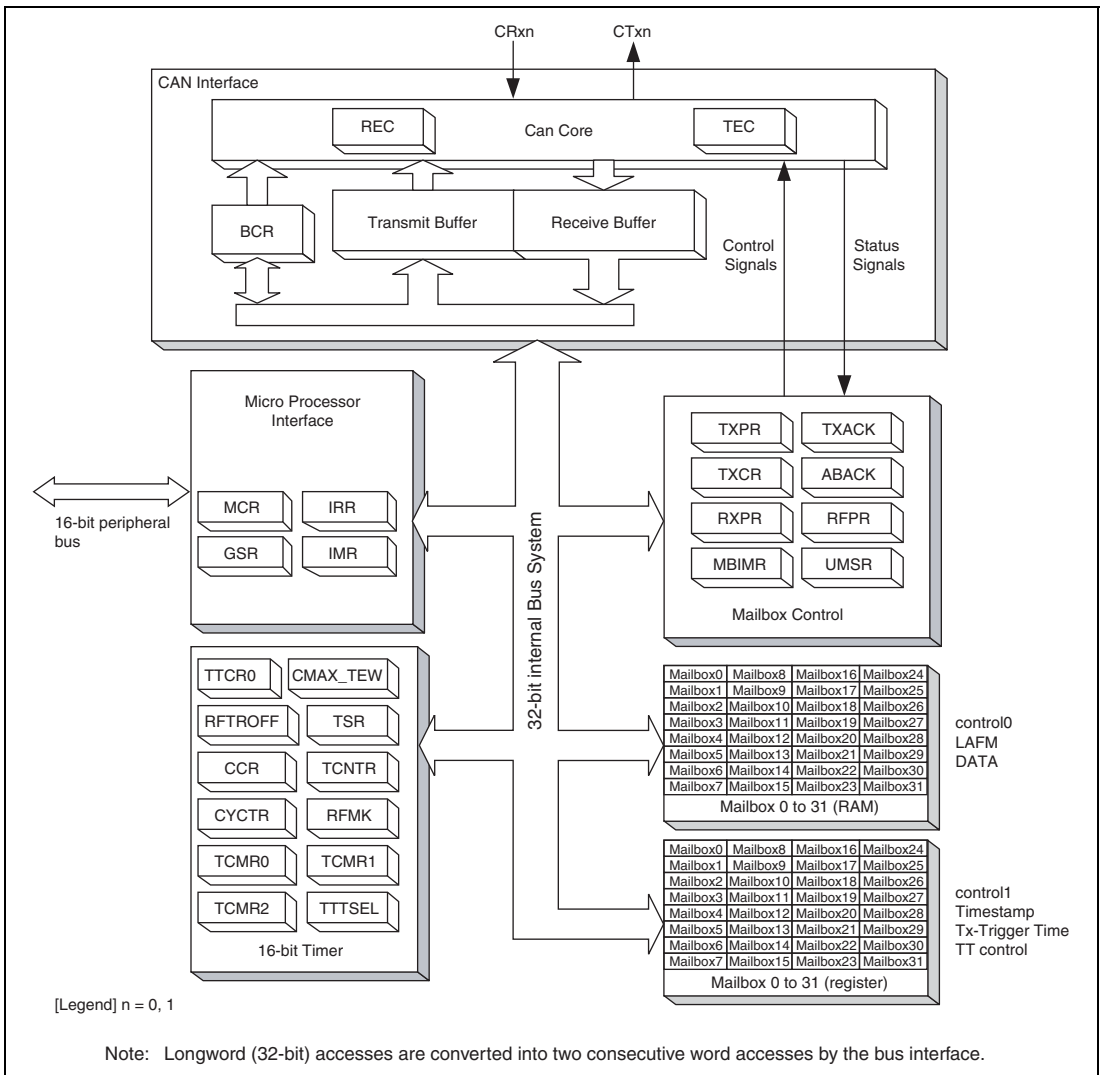 CRxn
CTxn
CAN Interface
REC
Can Core
TEC
BCR
Transmit Buffer
Receive Buffer
Control
Signals
Status
Signals
Micro Processor
Interface
MCR
IRR
GSR
IMR
16-bit peripheral
bus
32-bit internal Bus System
TXPR
TXACK
TXCR
ABACK
RXPR
RFPR
MBIMR
UMSR
Mailbox Control
TTCR0
CMAX_TEW
RFTROFF
TSR
CCR
TCNTR
CYCTR
RFMK
TCMR0
TCMR1
TCMR2
TTTSEL
16-bit Timer
Mailbox0 Mailbox8 Mailbox16 Mailbox24
Mailbox1 Mailbox9 Mailbox17 Mailbox25
Mailbox2 Mailbox10 Mailbox18 Mailbox26
Mailbox3 Mailbox11 Mailbox19 Mailbox27
Mailbox4 Mailbox12 Mailbox20 Mailbox28
Mailbox5 Mailbox13 Mailbox21 Mailbox29
Mailbox6 Mailbox14 Mailbox22 Mailbox30
Mailbox7 Mailbox15 Mailbox23 Mailbox31
Mailbox 0 to 31 (RAM)
control0
LAFM
DATA
Mailbox0 Mailbox8 Mailbox16 Mailbox24
Mailbox1 Mailbox9 Mailbox17 Mailbox25
Mailbox2 Mailbox10 Mailbox18 Mailbox26
Mailbox3 Mailbox11 Mailbox19 Mailbox27
Mailbox4 Mailbox12 Mailbox20 Mailbox28
Mailbox5 Mailbox13 Mailbox21 Mailbox29
Mailbox6 Mailbox14 Mailbox22 Mailbox30
Mailbox7 Mailbox15 Mailbox23 Mailbox31
Mailbox 0 to 31 (register)
control1
Timestamp
Tx-Trigger Time
TT control
[Legend] n = 0, 1
Note: Longword (32-bit) accesses are converted into two consecutive word accesses by the bus interface.